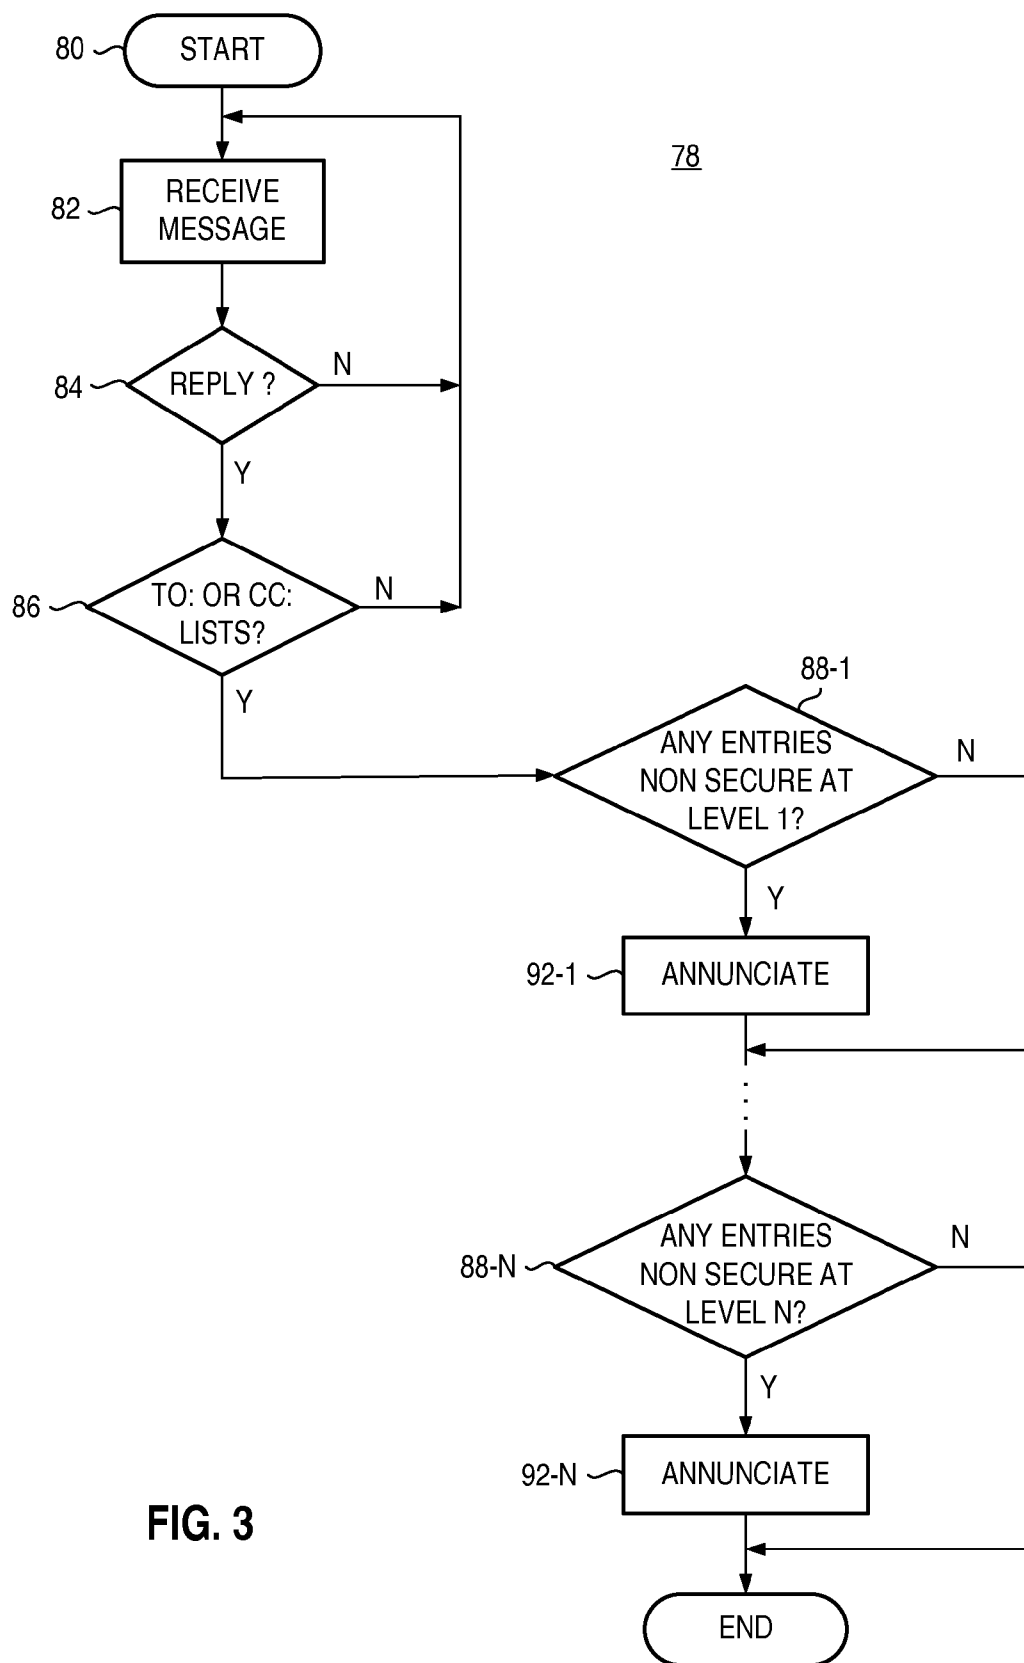 80
START
78
82
RECEIVE
MESSAGE
84
REPLY ?
N
Y
86
TO: OR CC:
LISTS?
N
Y
88-1
ANY ENTRIES
NON SECURE AT
LEVEL 1?
N
Y
92-1
ANNUNCIATE
88-N
ANY ENTRIES
NON SECURE AT
LEVEL N?
N
Y
92-N
ANNUNCIATE
FIG. 3
END